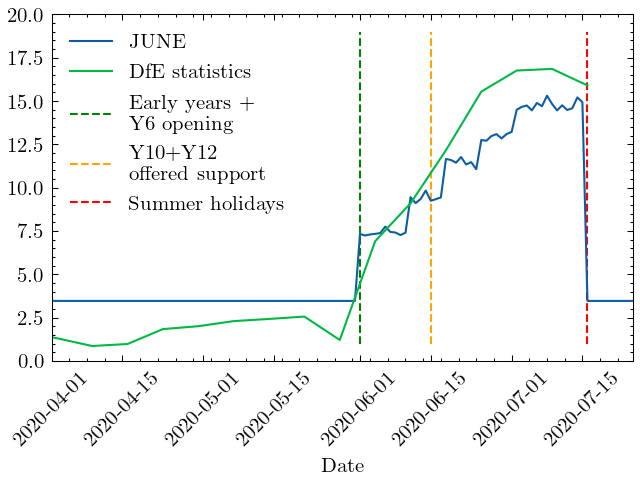 20.0
17.5
15.0
12.5
10.0
7.5
5.0
2.5
0.0
JUNE
DfE statistics
Early years +
Y6 opening
Y10+Y12
offered support
Summer holidays
2020-04-01
2020-04-15
2020-05-01
2020-05-15
2020-06-01
2020-06-15
2020-07-01
2020-07-15
Date